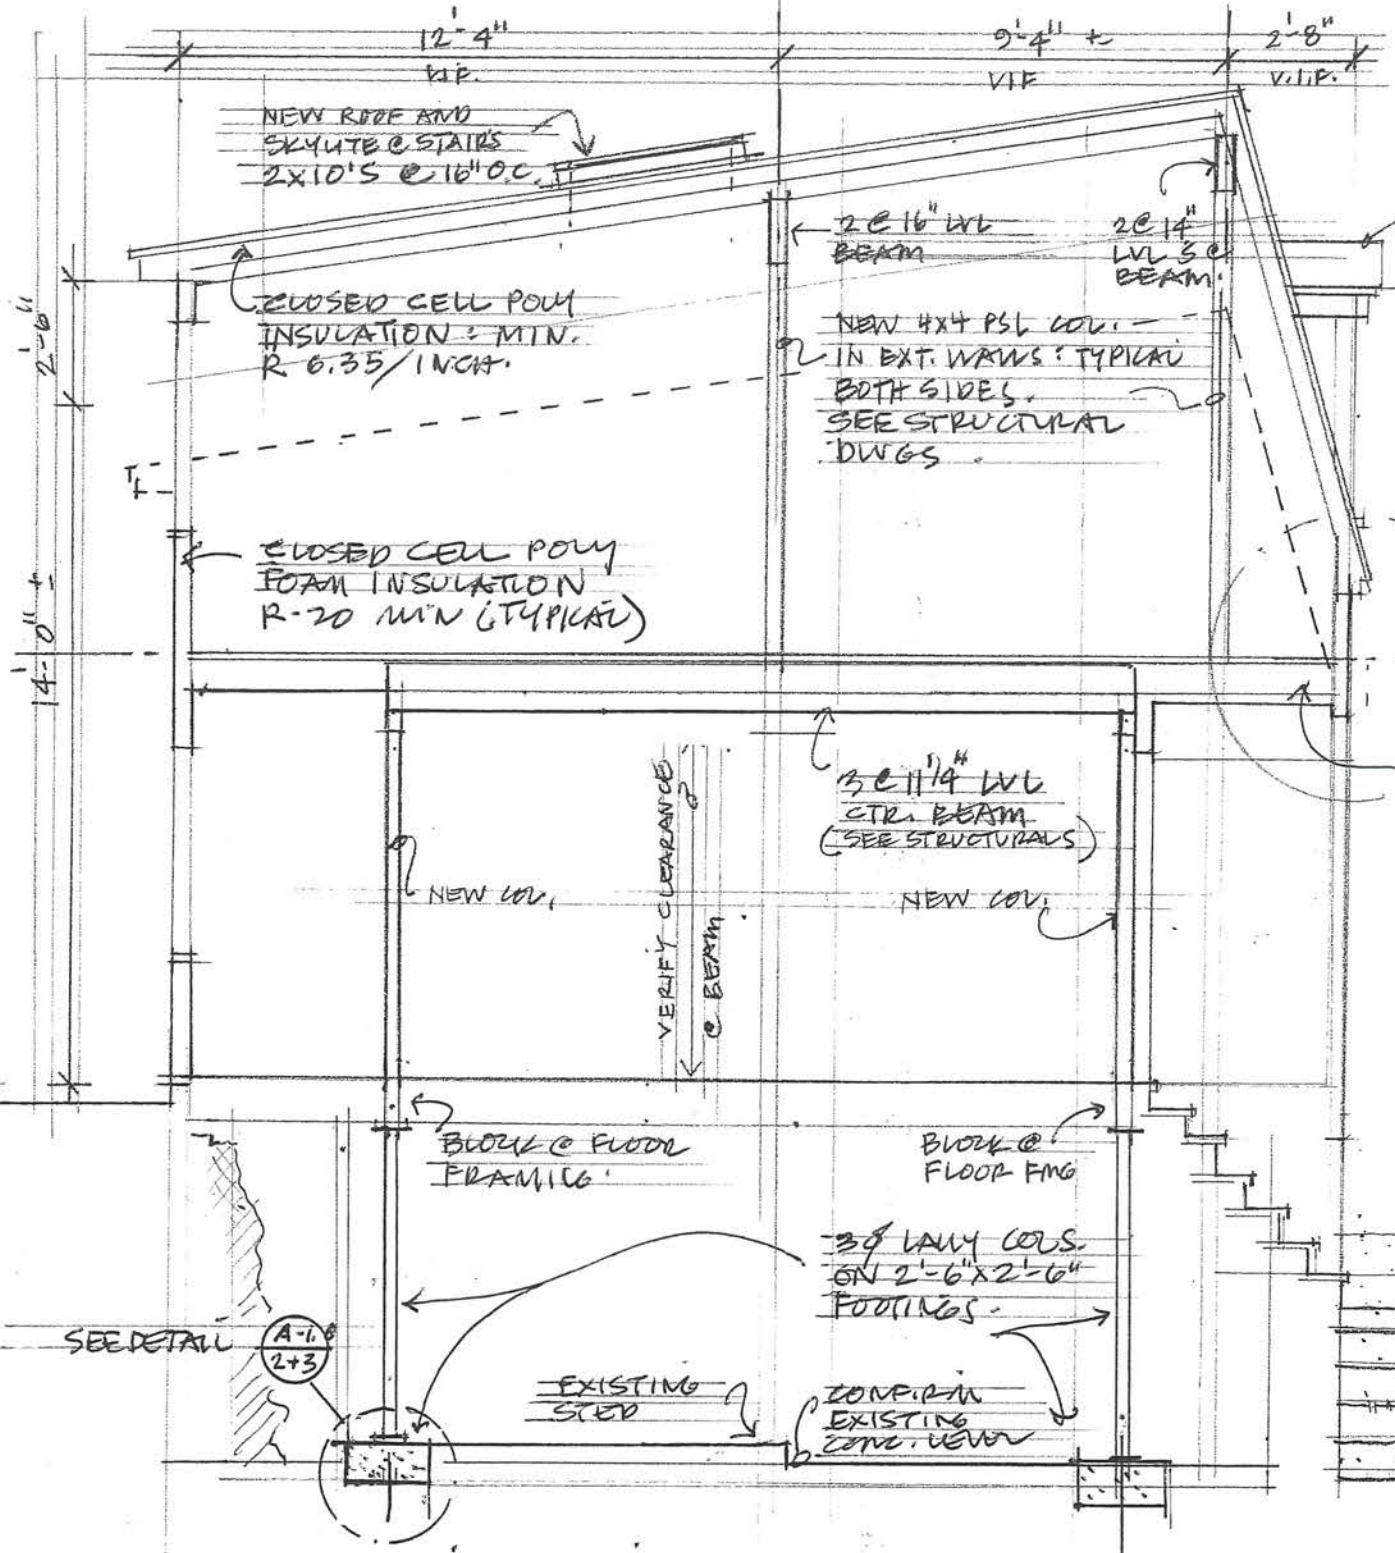 12'-4"
V.I.F.
9'-4" ±
VIF
2'-8"
V.I.F.
NEW ROOF AND
SKYLITE @ STAIRS
2X10'S @ 16" O.C.
2 @ 16" LVL
BEAM
2 @ 14"
LVL'S @
BEAM.
2'-6"
CLOSED CELL POLY
INSULATION: MIN.
R 6.35/INCH.
NEW 4X4 PSL COL.
IN EXT. WALLS: TYPICAL
BOTH SIDES.
SEE STRUCTURAL
DWGS.
CLOSED CELL POLY
FOAM INSULATION
R-20 MIN (TYPICAL)
14'-0" ±
3 @ 11 1/4" LVL
CTR. BEAM
(SEE STRUCTURALS)
VERIFY CLEARANCE
@ BEAM.
NEW COL.
NEW COL.
BLOCK @ FLOOR
FRAMING.
BLOCK @
FLOOR FMG
3Ø LALLY COLS.
ON 2'-6" X 2'-6"
FOOTINGS.
SEE DETAIL
A-1.
2+3
EXISTING
STEP
CONFIRM
EXISTING
CONC. LEVEL